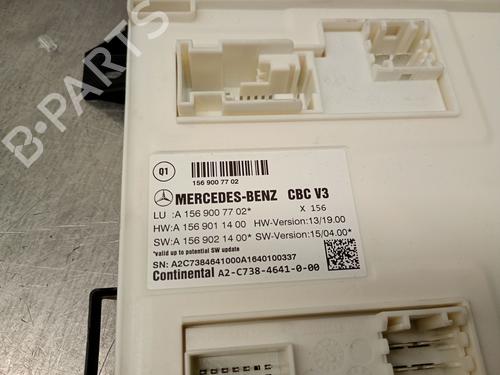 B-PARTS
Q1
156 900 77 02
MERCEDES-BENZ CBC V3
LU :A 156 900 77 02* X 156
HW:A 156 901 14 00 HW-Version:13/19.00
SW:A 156 902 14 00* SW-Version:15/04.00*
*valid up to potential SW update
SN: A2C7384641000A1640100337
Continental A2-C738-4641-0-00